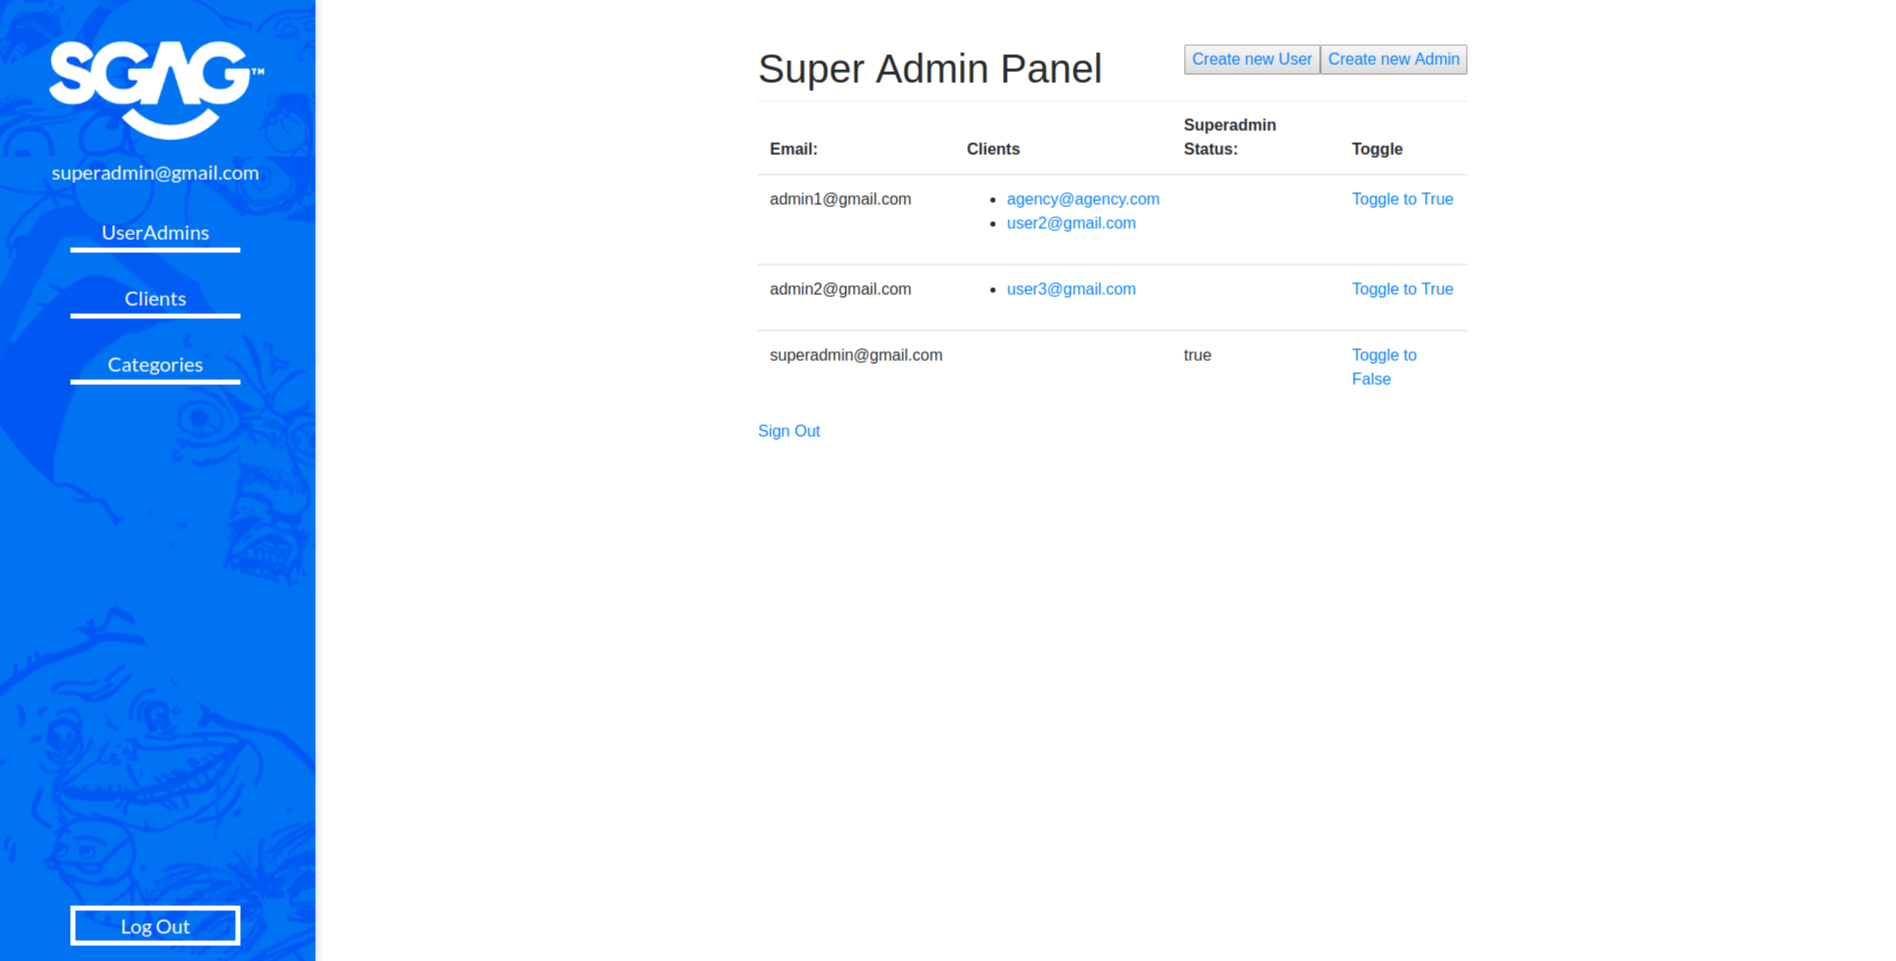 SGAG™
superadmin@gmail.com
UserAdmins
Clients
Categories
Log Out
Super Admin Panel
Create new User
Create new Admin
Email:
Clients
Superadmin
Status:
Toggle
admin1@gmail.com
agency@agency.com
user2@gmail.com
Toggle to True
admin2@gmail.com
user3@gmail.com
Toggle to True
superadmin@gmail.com
true
Toggle to
False
Sign Out